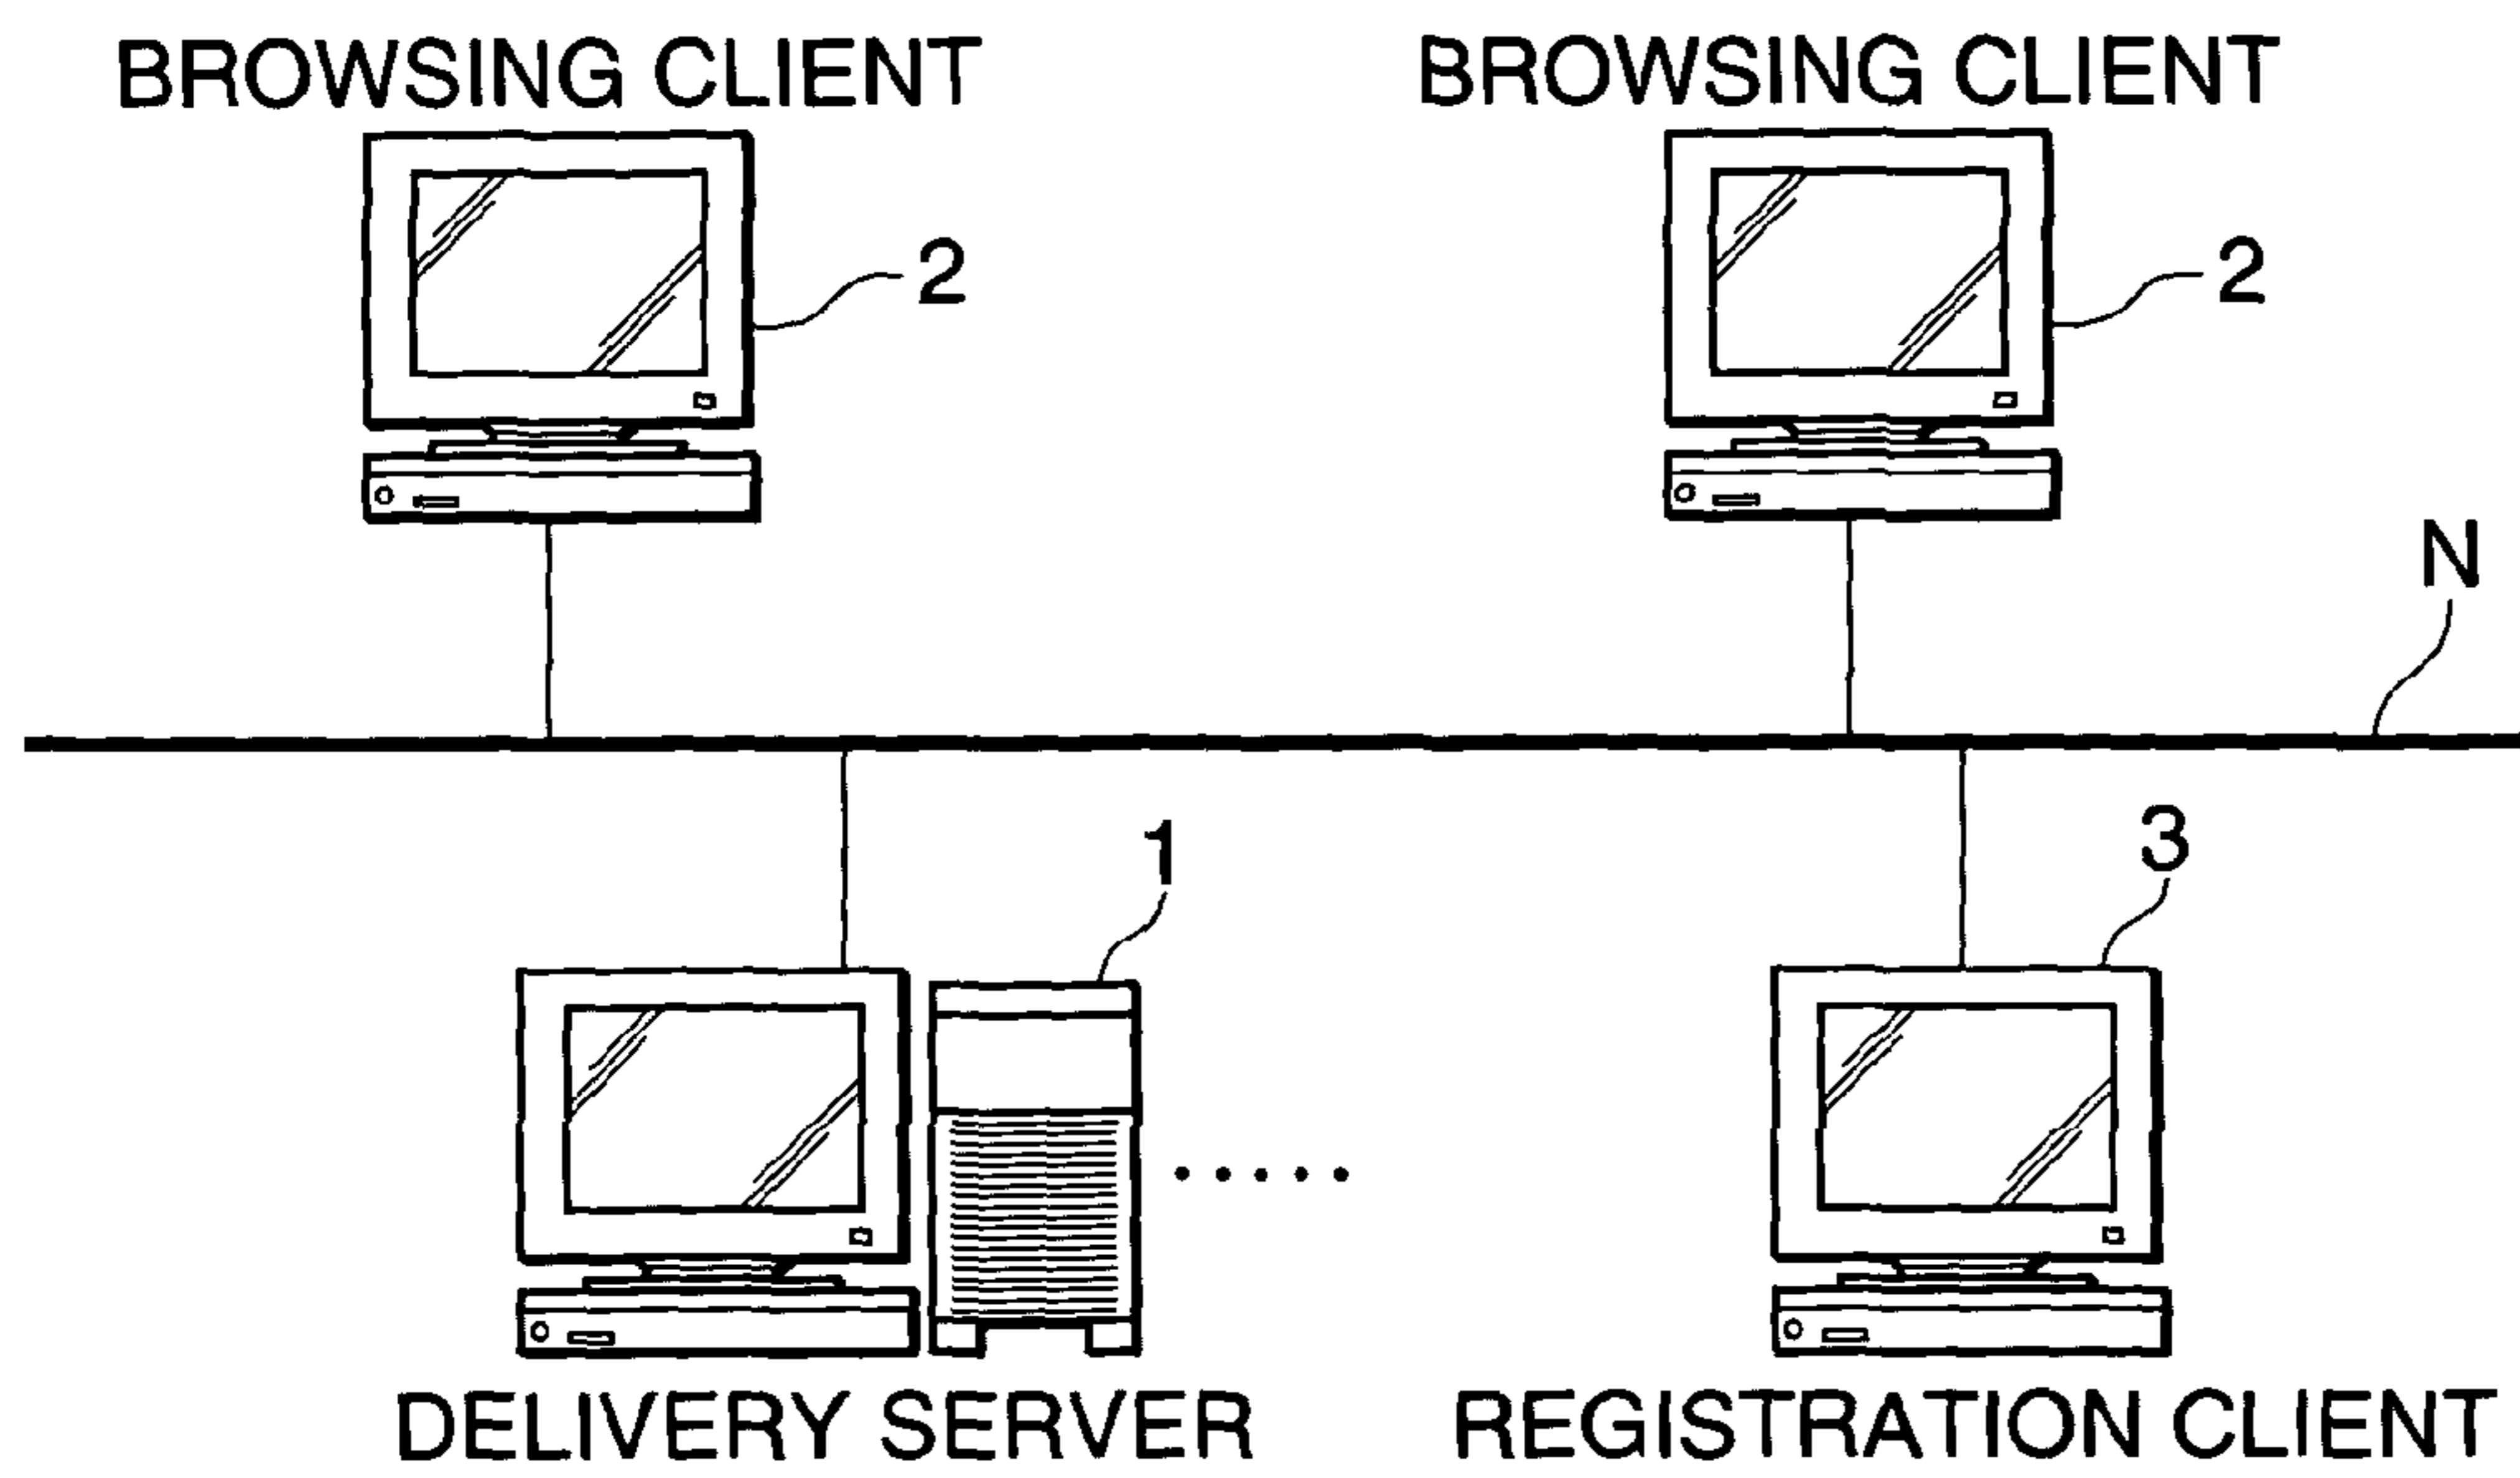 BROWSING CLIENT BROWSING CLIENT
2 2
N
1 3
DELIVERY SERVER REGISTRATION CLIENT